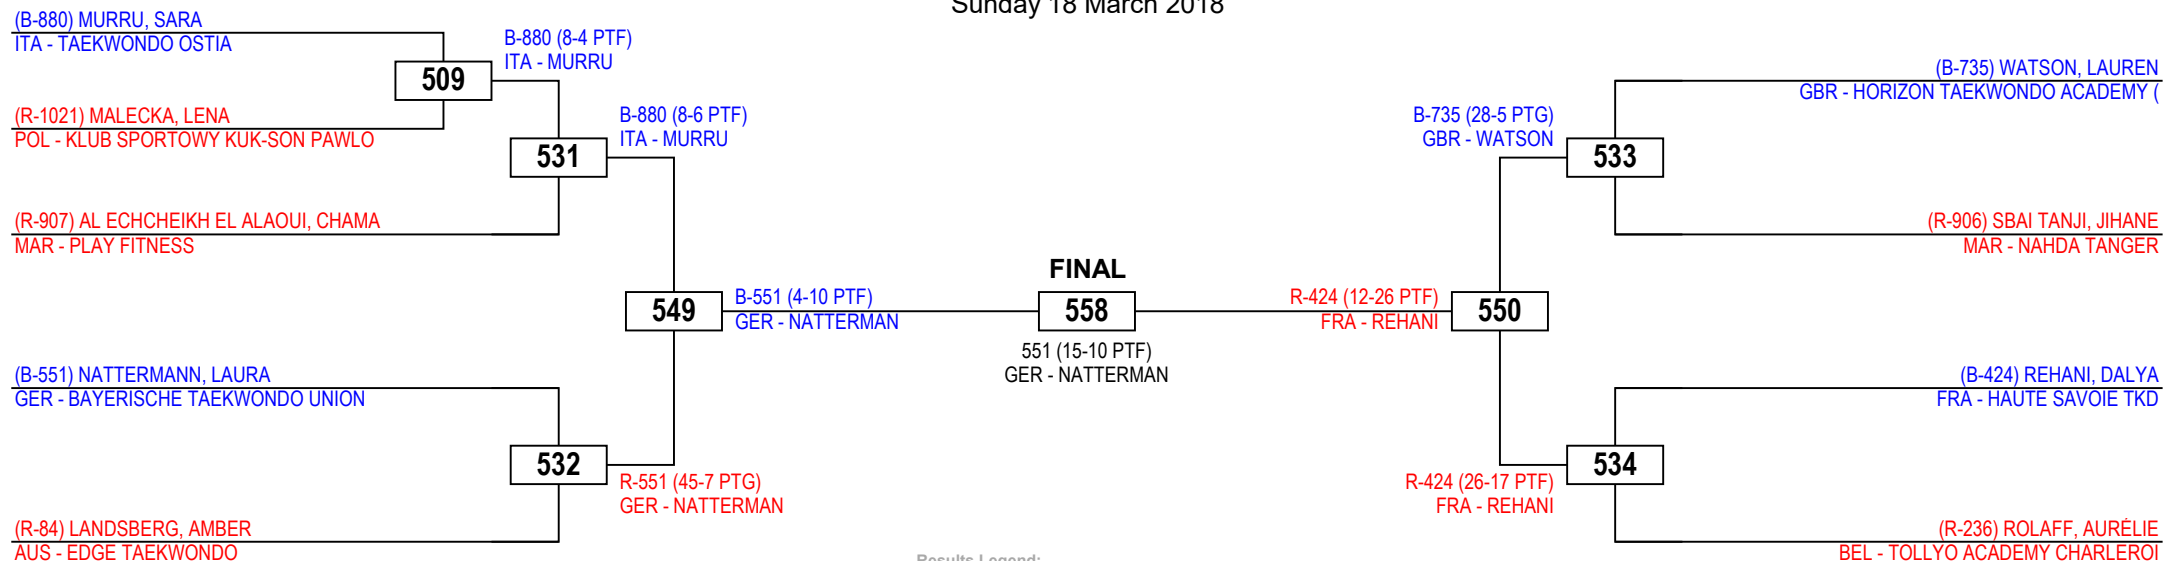 Sunday 18 March 2018
(B-880) MURRU, SARA
ITA - TAEKWONDO OSTIA
B-880 (8-4 PTF)
ITA - MURRU
509
(R-1021) MALECKA, LENA
POL - KLUB SPORTOWY KUK-SON PAWLO
B-880 (8-6 PTF)
ITA - MURRU
531
(R-907) AL ECHCHEIKH EL ALAOUI, CHAMA
MAR - PLAY FITNESS
549
B-551 (4-10 PTF)
GER - NATTERMAN
(B-551) NATTERMANN, LAURA
GER - BAYERISCHE TAEKWONDO UNION
532
R-551 (45-7 PTG)
GER - NATTERMAN
(R-84) LANDSBERG, AMBER
AUS - EDGE TAEKWONDO
FINAL
558
551 (15-10 PTF)
GER - NATTERMAN
(B-735) WATSON, LAUREN
GBR - HORIZON TAEKWONDO ACADEMY (
B-735 (28-5 PTG)
GBR - WATSON
533
(R-906) SBAI TANJI, JIHANE
MAR - NAHDA TANGER
R-424 (12-26 PTF)
FRA - REHANI
550
(B-424) REHANI, DALYA
FRA - HAUTE SAVOIE TKD
R-424 (26-17 PTF)
FRA - REHANI
534
(R-236) ROLAFF, AURÉLIE
BEL - TOLLYO ACADEMY CHARLEROI
Results Legend: